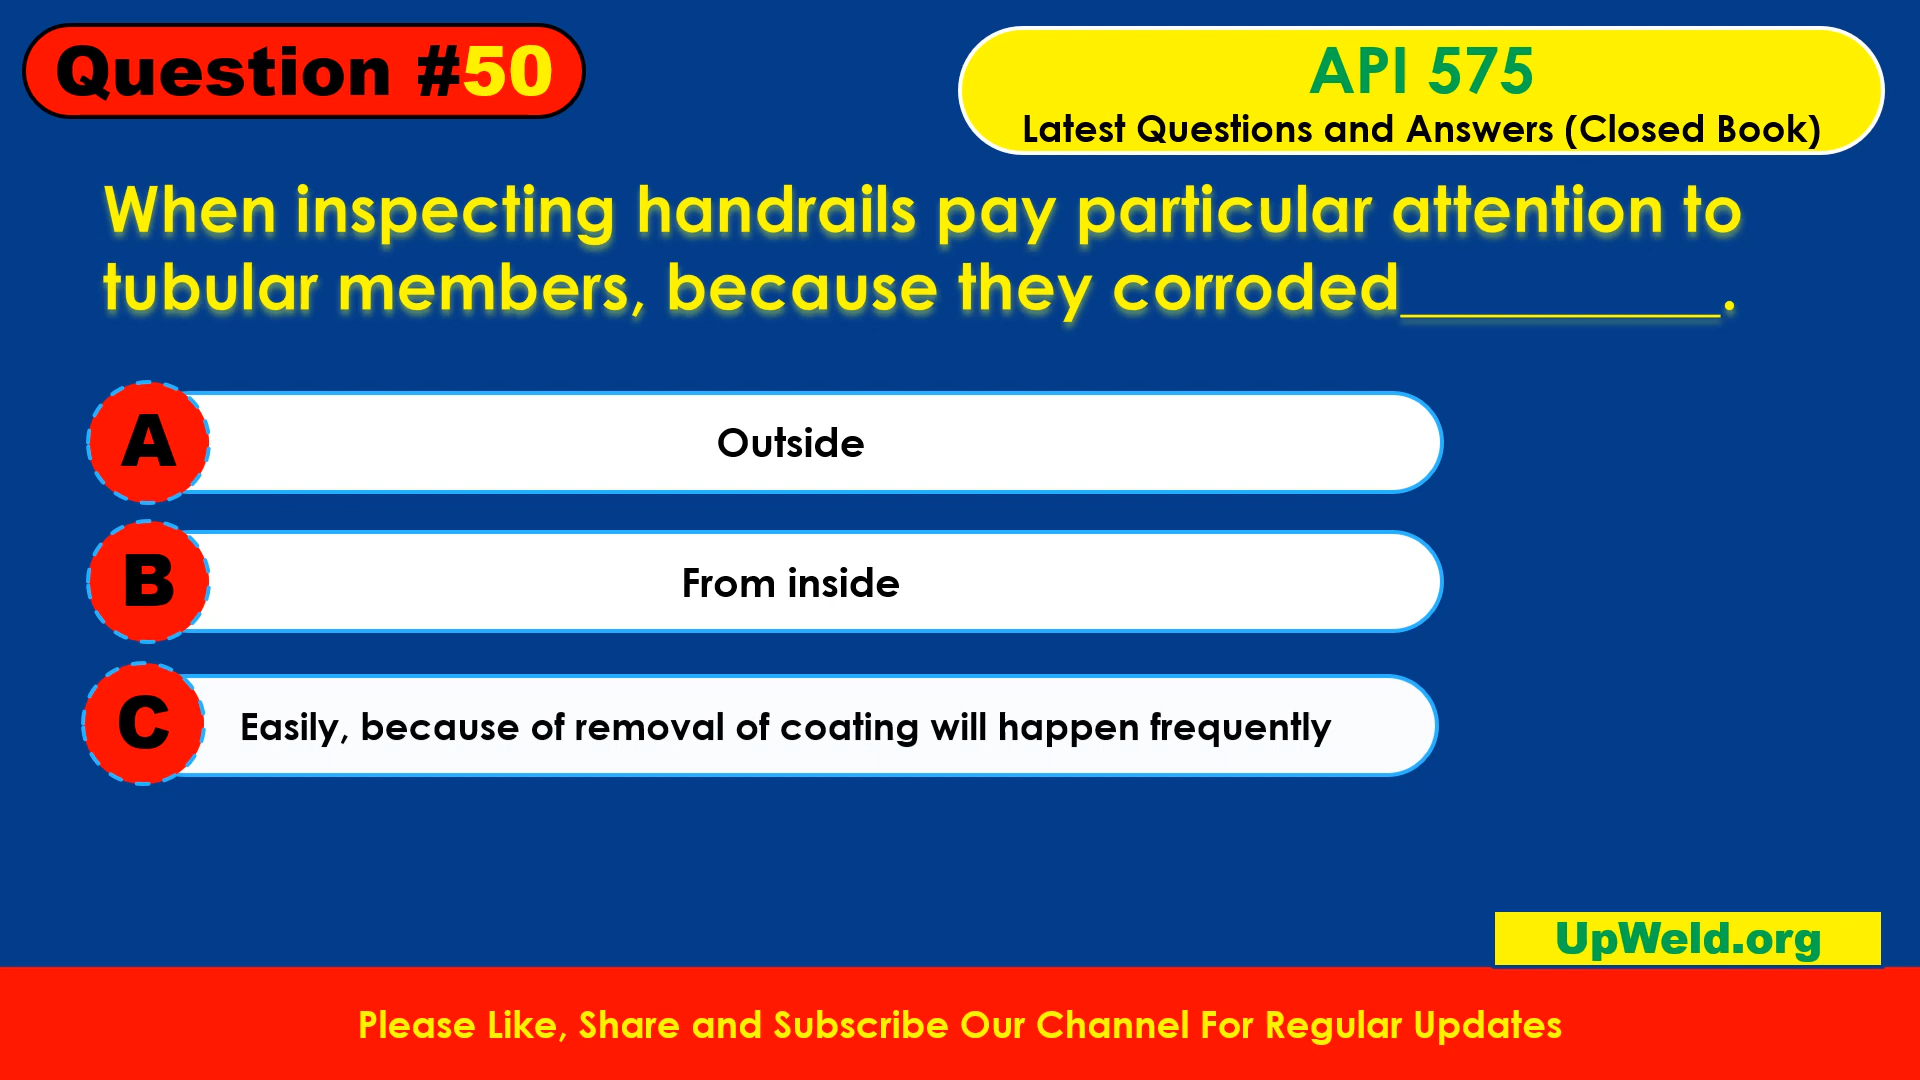 Question #50
API 575
Latest Questions and Answers (Closed Book)
When inspecting handrails pay particular attention to
tubular members, because they corroded__________.
A
Outside
B
From inside
C
Easily, because of removal of coating will happen frequently
UpWeld.org
Please Like, Share and Subscribe Our Channel For Regular Updates